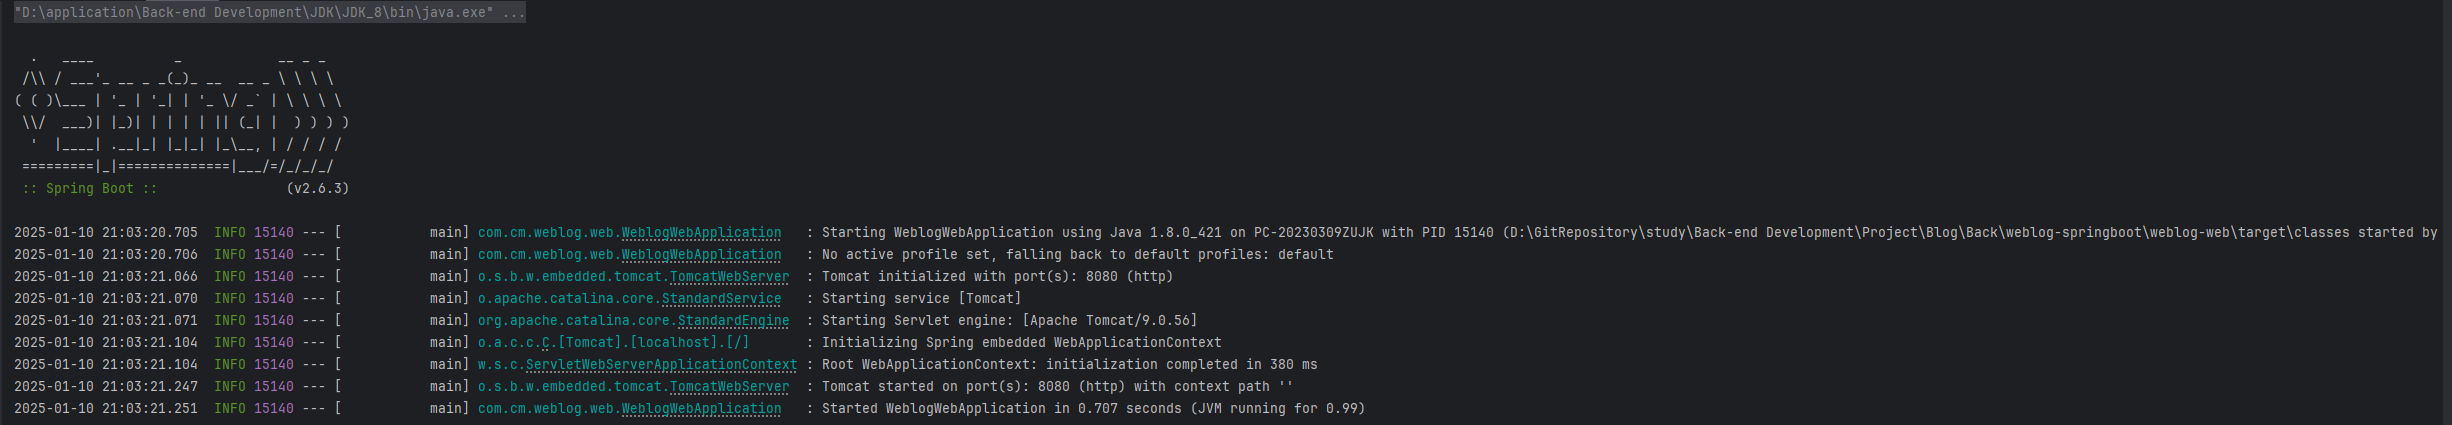 "D:\application\Back-end Development\JDK\JDK_8\bin\java.exe" ...

  .   ____          _            __ _ _
 /\\ / ___'_ __ _ _(_)_ __  __ _ \ \ \ \
( ( )\___ | '_ | '_| | '_ \/ _` | \ \ \ \
 \\/  ___)| |_)| | | | | || (_| |  ) ) ) )
  '  |____| .__|_| |_|_| |_\__, | / / / /
 =========|_|==============|___/=/_/_/_/
 :: Spring Boot ::                (v2.6.3)

2025-01-10 21:03:20.705  INFO 15140 --- [           main] com.cm.weblog.web.WeblogWebApplication   : Starting WeblogWebApplication using Java 1.8.0_421 on PC-20230309ZUJK with PID 15140 (D:\GitRepository\study\Back-end Development\Project\Blog\Back\weblog-springboot\weblog-web\target\classes started by
2025-01-10 21:03:20.706  INFO 15140 --- [           main] com.cm.weblog.web.WeblogWebApplication   : No active profile set, falling back to default profiles: default
2025-01-10 21:03:21.066  INFO 15140 --- [           main] o.s.b.w.embedded.tomcat.TomcatWebServer  : Tomcat initialized with port(s): 8080 (http)
2025-01-10 21:03:21.070  INFO 15140 --- [           main] o.apache.catalina.core.StandardService   : Starting service [Tomcat]
2025-01-10 21:03:21.071  INFO 15140 --- [           main] org.apache.catalina.core.StandardEngine  : Starting Servlet engine: [Apache Tomcat/9.0.56]
2025-01-10 21:03:21.104  INFO 15140 --- [           main] o.a.c.c.C.[Tomcat].[localhost].[/]       : Initializing Spring embedded WebApplicationContext
2025-01-10 21:03:21.104  INFO 15140 --- [           main] w.s.c.ServletWebServerApplicationContext : Root WebApplicationContext: initialization completed in 380 ms
2025-01-10 21:03:21.247  INFO 15140 --- [           main] o.s.b.w.embedded.tomcat.TomcatWebServer  : Tomcat started on port(s): 8080 (http) with context path ''
2025-01-10 21:03:21.251  INFO 15140 --- [           main] com.cm.weblog.web.WeblogWebApplication   : Started WeblogWebApplication in 0.707 seconds (JVM running for 0.99)